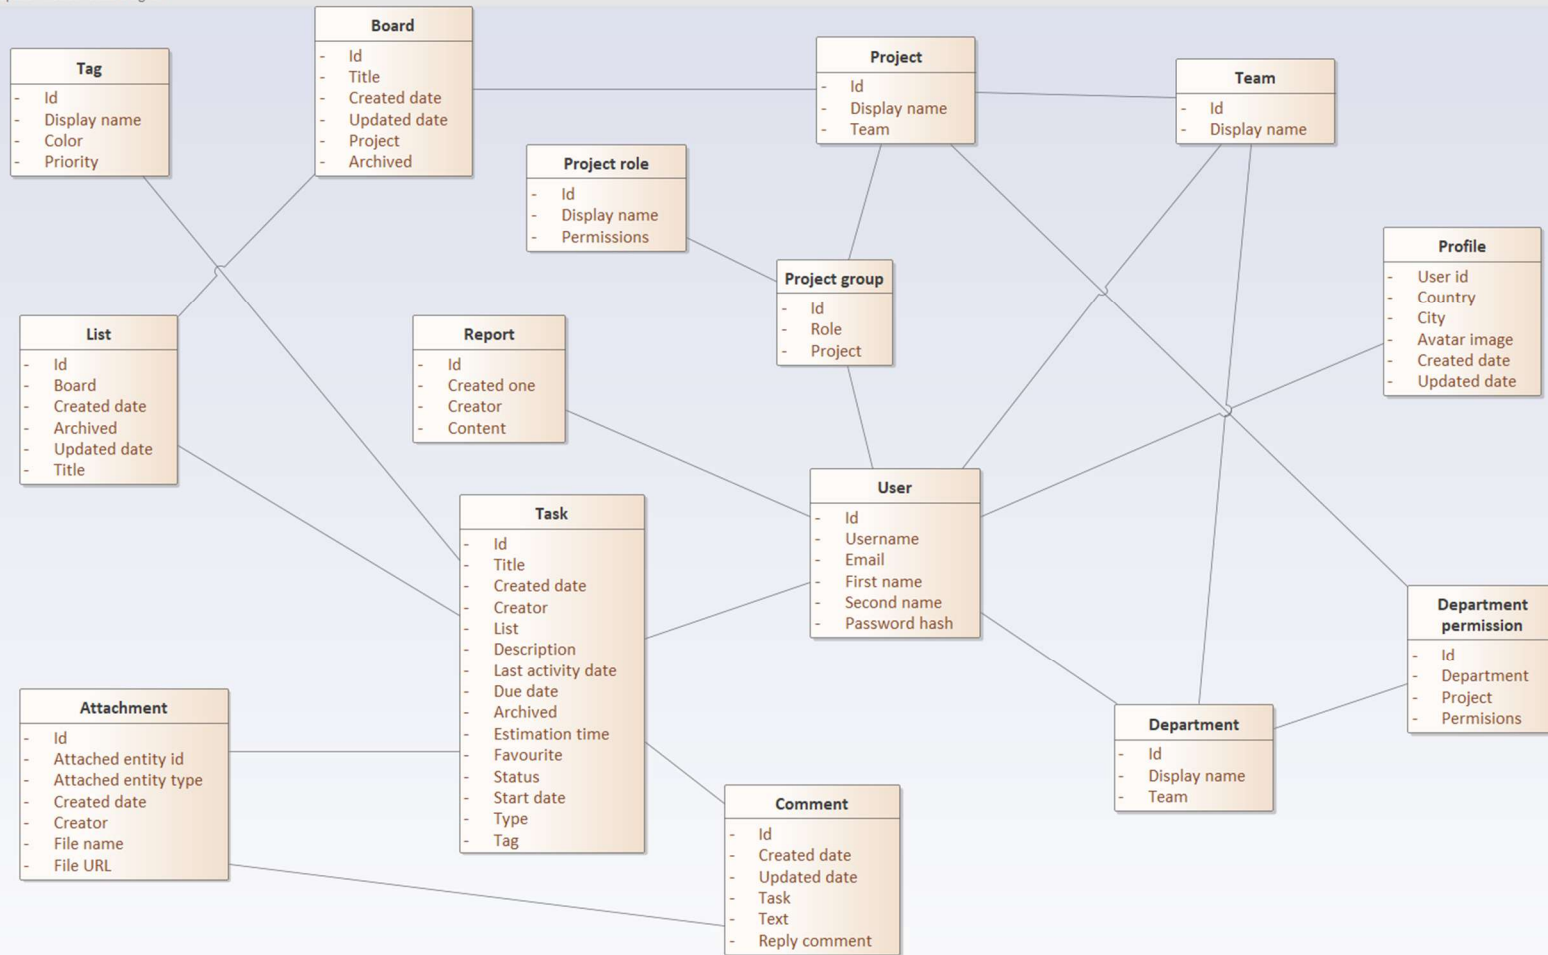 Board
- Id
- Title
- Created date
- Updated date
- Project
- Archived
Tag
- Id
- Display name
- Color
- Priority
Project
- Id
- Display name
- Team
Team
- Id
- Display name
Project role
- Id
- Display name
- Permissions
Project group
- Id
- Role
- Project
Profile
- User id
- Country
- City
- Avatar image
- Created date
- Updated date
List
- Id
- Board
- Created date
- Archived
- Updated date
- Title
Report
- Id
- Created one
- Creator
- Content
User
- Id
- Username
- Email
- First name
- Second name
- Password hash
Task
- Id
- Title
- Created date
- Creator
- List
- Description
- Last activity date
- Due date
- Archived
- Estimation time
- Favourite
- Status
- Start date
- Type
- Tag
Department
permission
- Id
- Department
- Project
- Permisions
Attachment
- Id
- Attached entity id
- Attached entity type
- Created date
- Creator
- File name
- File URL
Department
- Id
- Display name
- Team
Comment
- Id
- Created date
- Updated date
- Task
- Text
- Reply comment